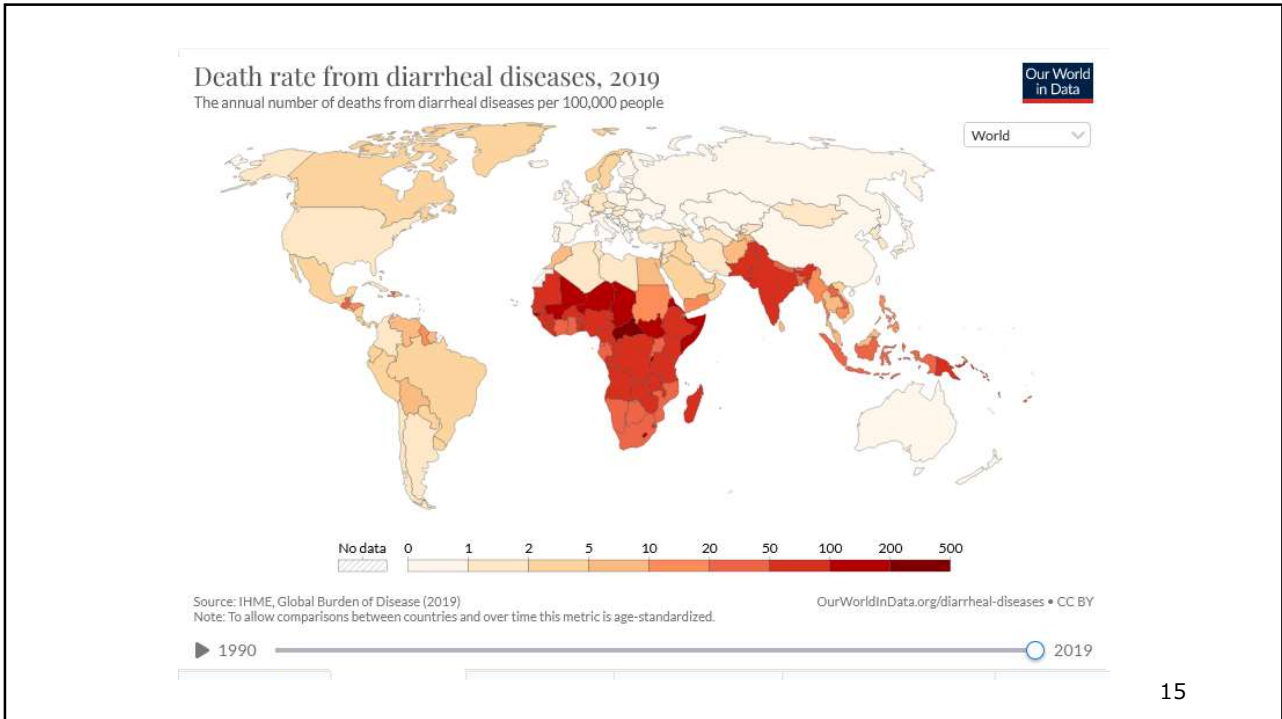 Death rate from diarrheal diseases, 2019
The annual number of deaths from diarrheal diseases per 100,000 people
Our World
in Data
World
No data 0 1 2 5 10 20 50 100 200 500
Source: IHME, Global Burden of Disease (2019)
OurWorldInData.org/diarrheal-diseases • CC BY
Note: To allow comparisons between countries and over time this metric is age-standardized.
1990 2019
15